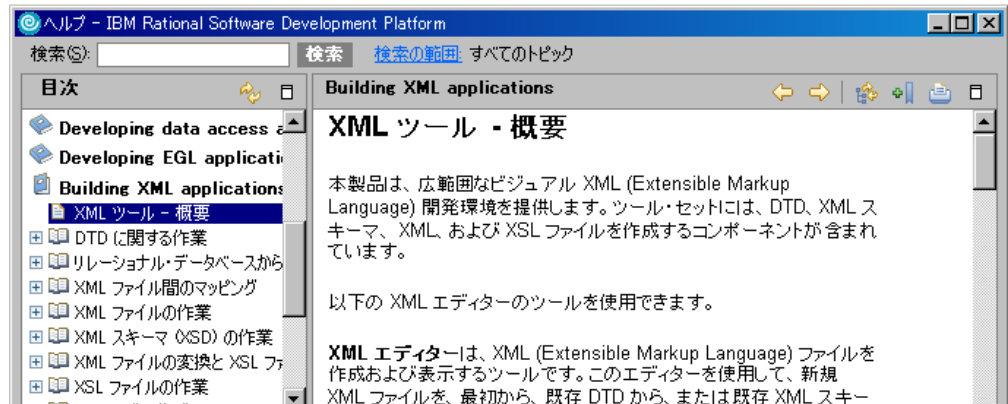 ヘルプ - IBM Rational Software Development Platform
検索(S): 検索 検索の範囲: すべてのトピック
目次
Developing data access a
Developing EGL applicati
Building XML applications
XML ツール - 概要
DTD に関する作業
リレーショナル・データベースから
XML ファイル間のマッピング
XML ファイルの作業
XML スキーマ (XSD) の作業
XML ファイルの変換と XSL ファ
XSL ファイルの作業
Building XML applications
XML ツール - 概要
本製品は、広範囲なビジュアル XML (Extensible Markup
Language) 開発環境を提供します。ツール・セットには、DTD、XML ス
キーマ、XML、および XSL ファイルを作成するコンポーネントが含まれ
ています。
以下の XML エディターのツールを使用できます。
XML エディターは、XML (Extensible Markup Language) ファイルを
作成および表示するツールです。このエディターを使用して、新規
XML ファイルを、最初から、既存 DTD から、または既存 XML スキー